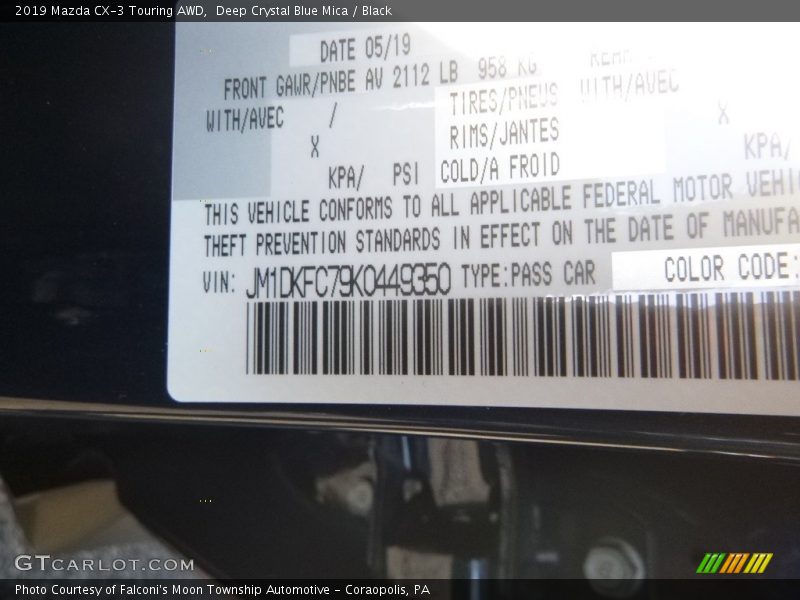 2019 Mazda CX-3 Touring AWD,  Deep Crystal Blue Mica / Black
DATE 05/19
FRONT GAWR/PNBE AV 2112 LB 958 KG REAR
WITH/AVEC / TIRES/PNEUS WITH/AVEC
X RIMS/JANTES X
KPA/ PSI COLD/A FROID KPA/
THIS VEHICLE CONFORMS TO ALL APPLICABLE FEDERAL MOTOR VEHI
THEFT PREVENTION STANDARDS IN EFFECT ON THE DATE OF MANUFA
VIN: JM1DKFC79K0449350 TYPE:PASS CAR COLOR CODE:
GTCARLOT.COM
Photo Courtesy of Falconi's Moon Township Automotive - Coraopolis, PA